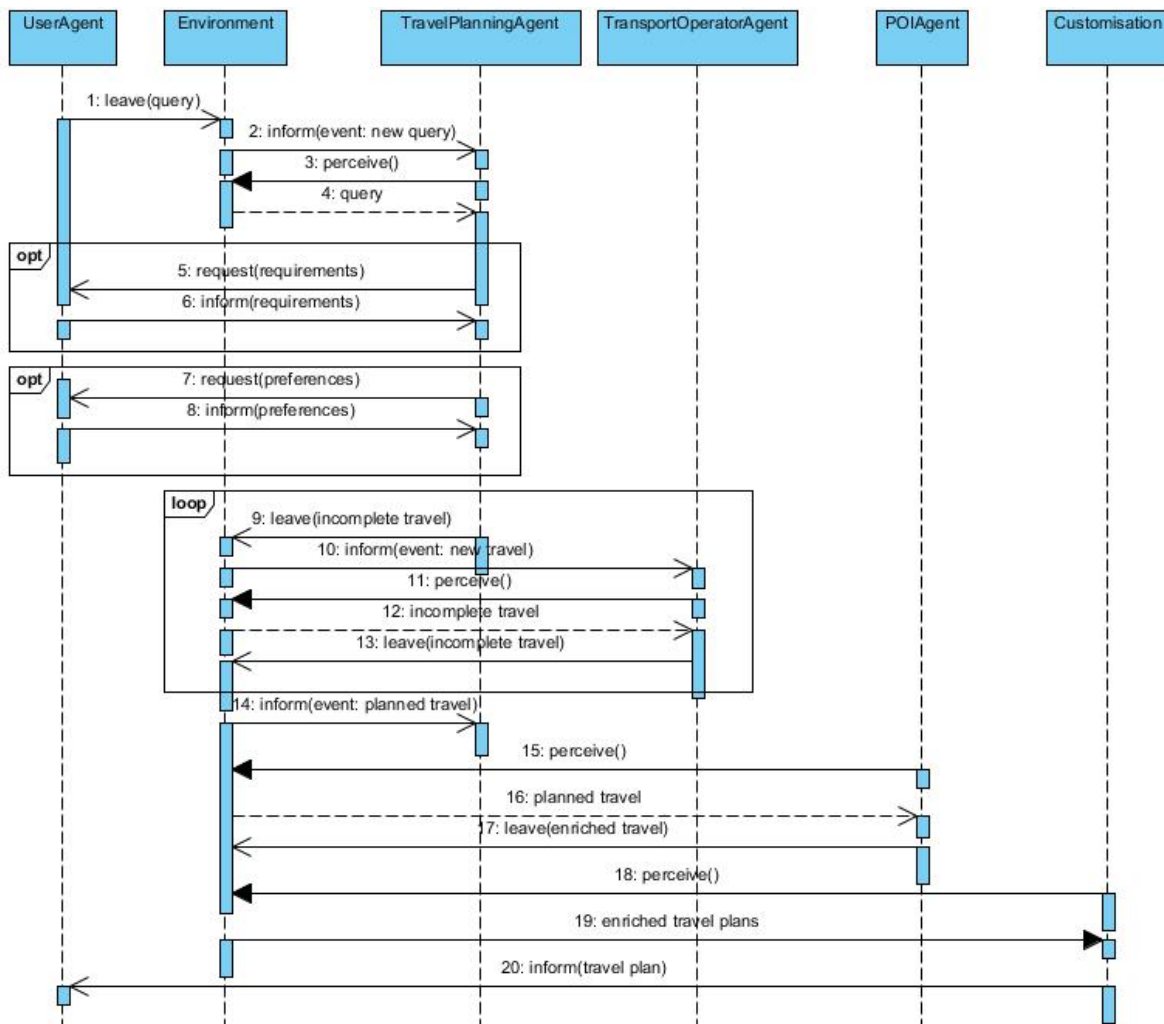 UserAgent
Environment
TravelPlanningAgent
TransportOperatorAgent
POIAgent
Customisation
1: leave(query)
2: inform(event: new query)
3: perceive()
4: query
opt
5: request(requirements)
6: inform(requirements)
opt
7: request(preferences)
8: inform(preferences)
loop
9: leave(incomplete travel)
10: inform(event: new travel)
11: perceive()
12: incomplete travel
13: leave(incomplete travel)
14: inform(event: planned travel)
15: perceive()
16: planned travel
17: leave(enriched travel)
18: perceive()
19: enriched travel plans
20: inform(travel plan)